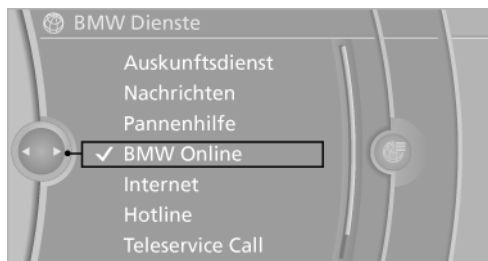 BMW Dienste
Auskunftsdienst
Nachrichten
Pannenhilfe
BMW Online
Internet
Hotline
Teleservice Call